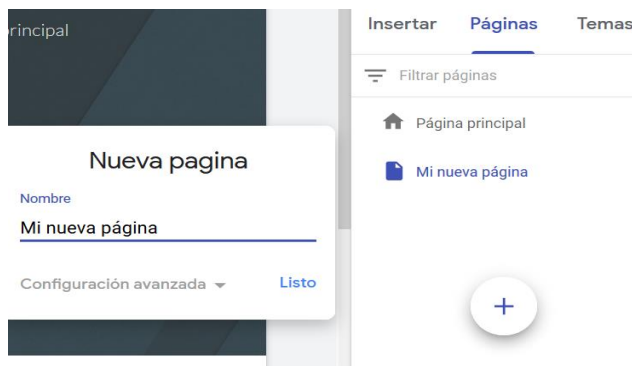 principal
Nueva pagina
Nombre
Mi nueva página
Configuración avanzada
Listo
Insertar Páginas Temas
Filtrar páginas
Página principal
Mi nueva página